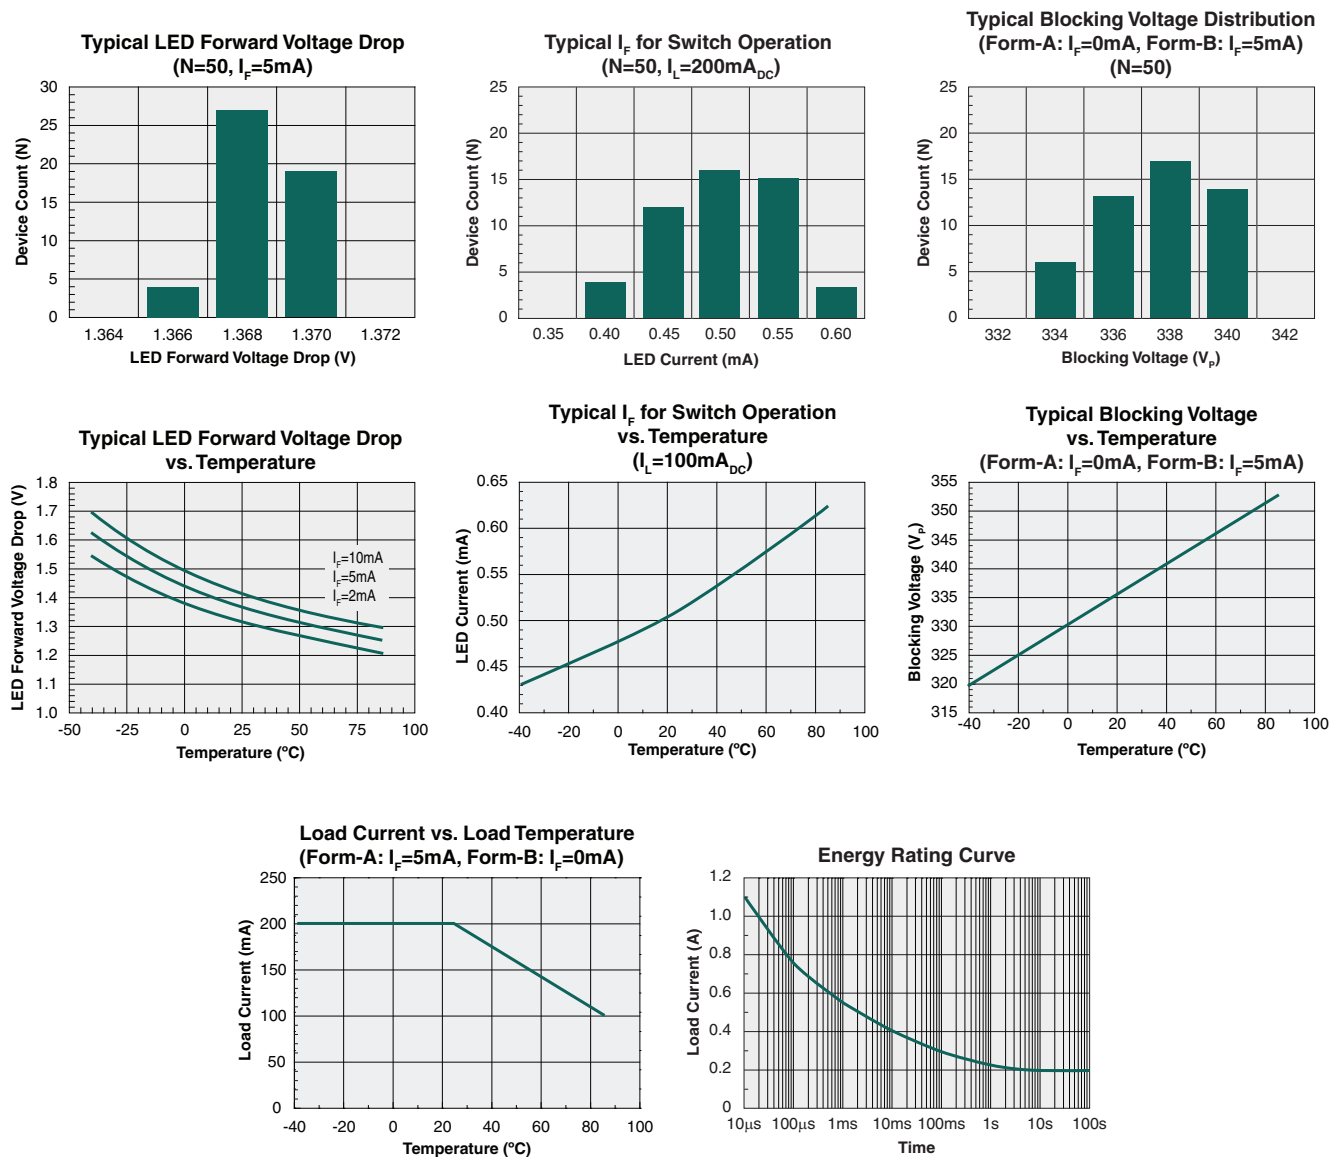 Typical LED Forward Voltage Drop
(N=50, IF=5mA)
Device Count (N)
30
25
20
15
10
5
0
1.364 1.366 1.368 1.370 1.372
LED Forward Voltage Drop (V)
Typical IF for Switch Operation
(N=50, IL=200mADC)
Device Count (N)
25
20
15
10
5
0
0.35 0.40 0.45 0.50 0.55 0.60
LED Current (mA)
Typical Blocking Voltage Distribution
(Form-A: IF=0mA, Form-B: IF=5mA)
(N=50)
Device Count (N)
25
20
15
10
5
0
332 334 336 338 340 342
Blocking Voltage (VP)
Typical LED Forward Voltage Drop
vs. Temperature
LED Forward Voltage Drop (V)
1.8
1.7
1.6
1.5
1.4
1.3
1.2
1.1
1.0
IF=10mA
IF=5mA
IF=2mA
-50 -25 0 25 50 75 100
Temperature (ºC)
Typical IF for Switch Operation
vs. Temperature
(IL=100mADC)
LED Current (mA)
0.65
0.60
0.55
0.50
0.45
0.40
-40 -20 0 20 40 60 80 100
Temperature (ºC)
Typical Blocking Voltage
vs. Temperature
(Form-A: IF=0mA, Form-B: IF=5mA)
Blocking Voltage (VP)
355
350
345
340
335
330
325
320
315
-40 -20 0 20 40 60 80 100
Temperature (ºC)
Load Current vs. Load Temperature
(Form-A: IF=5mA, Form-B: IF=0mA)
Load Current (mA)
250
200
150
100
50
0
-40 -20 0 20 40 60 80 100
Temperature (ºC)
Energy Rating Curve
Load Current (A)
1.2
1.0
0.8
0.6
0.4
0.2
0
10µs 100µs 1ms 10ms 100ms 1s 10s 100s
Time